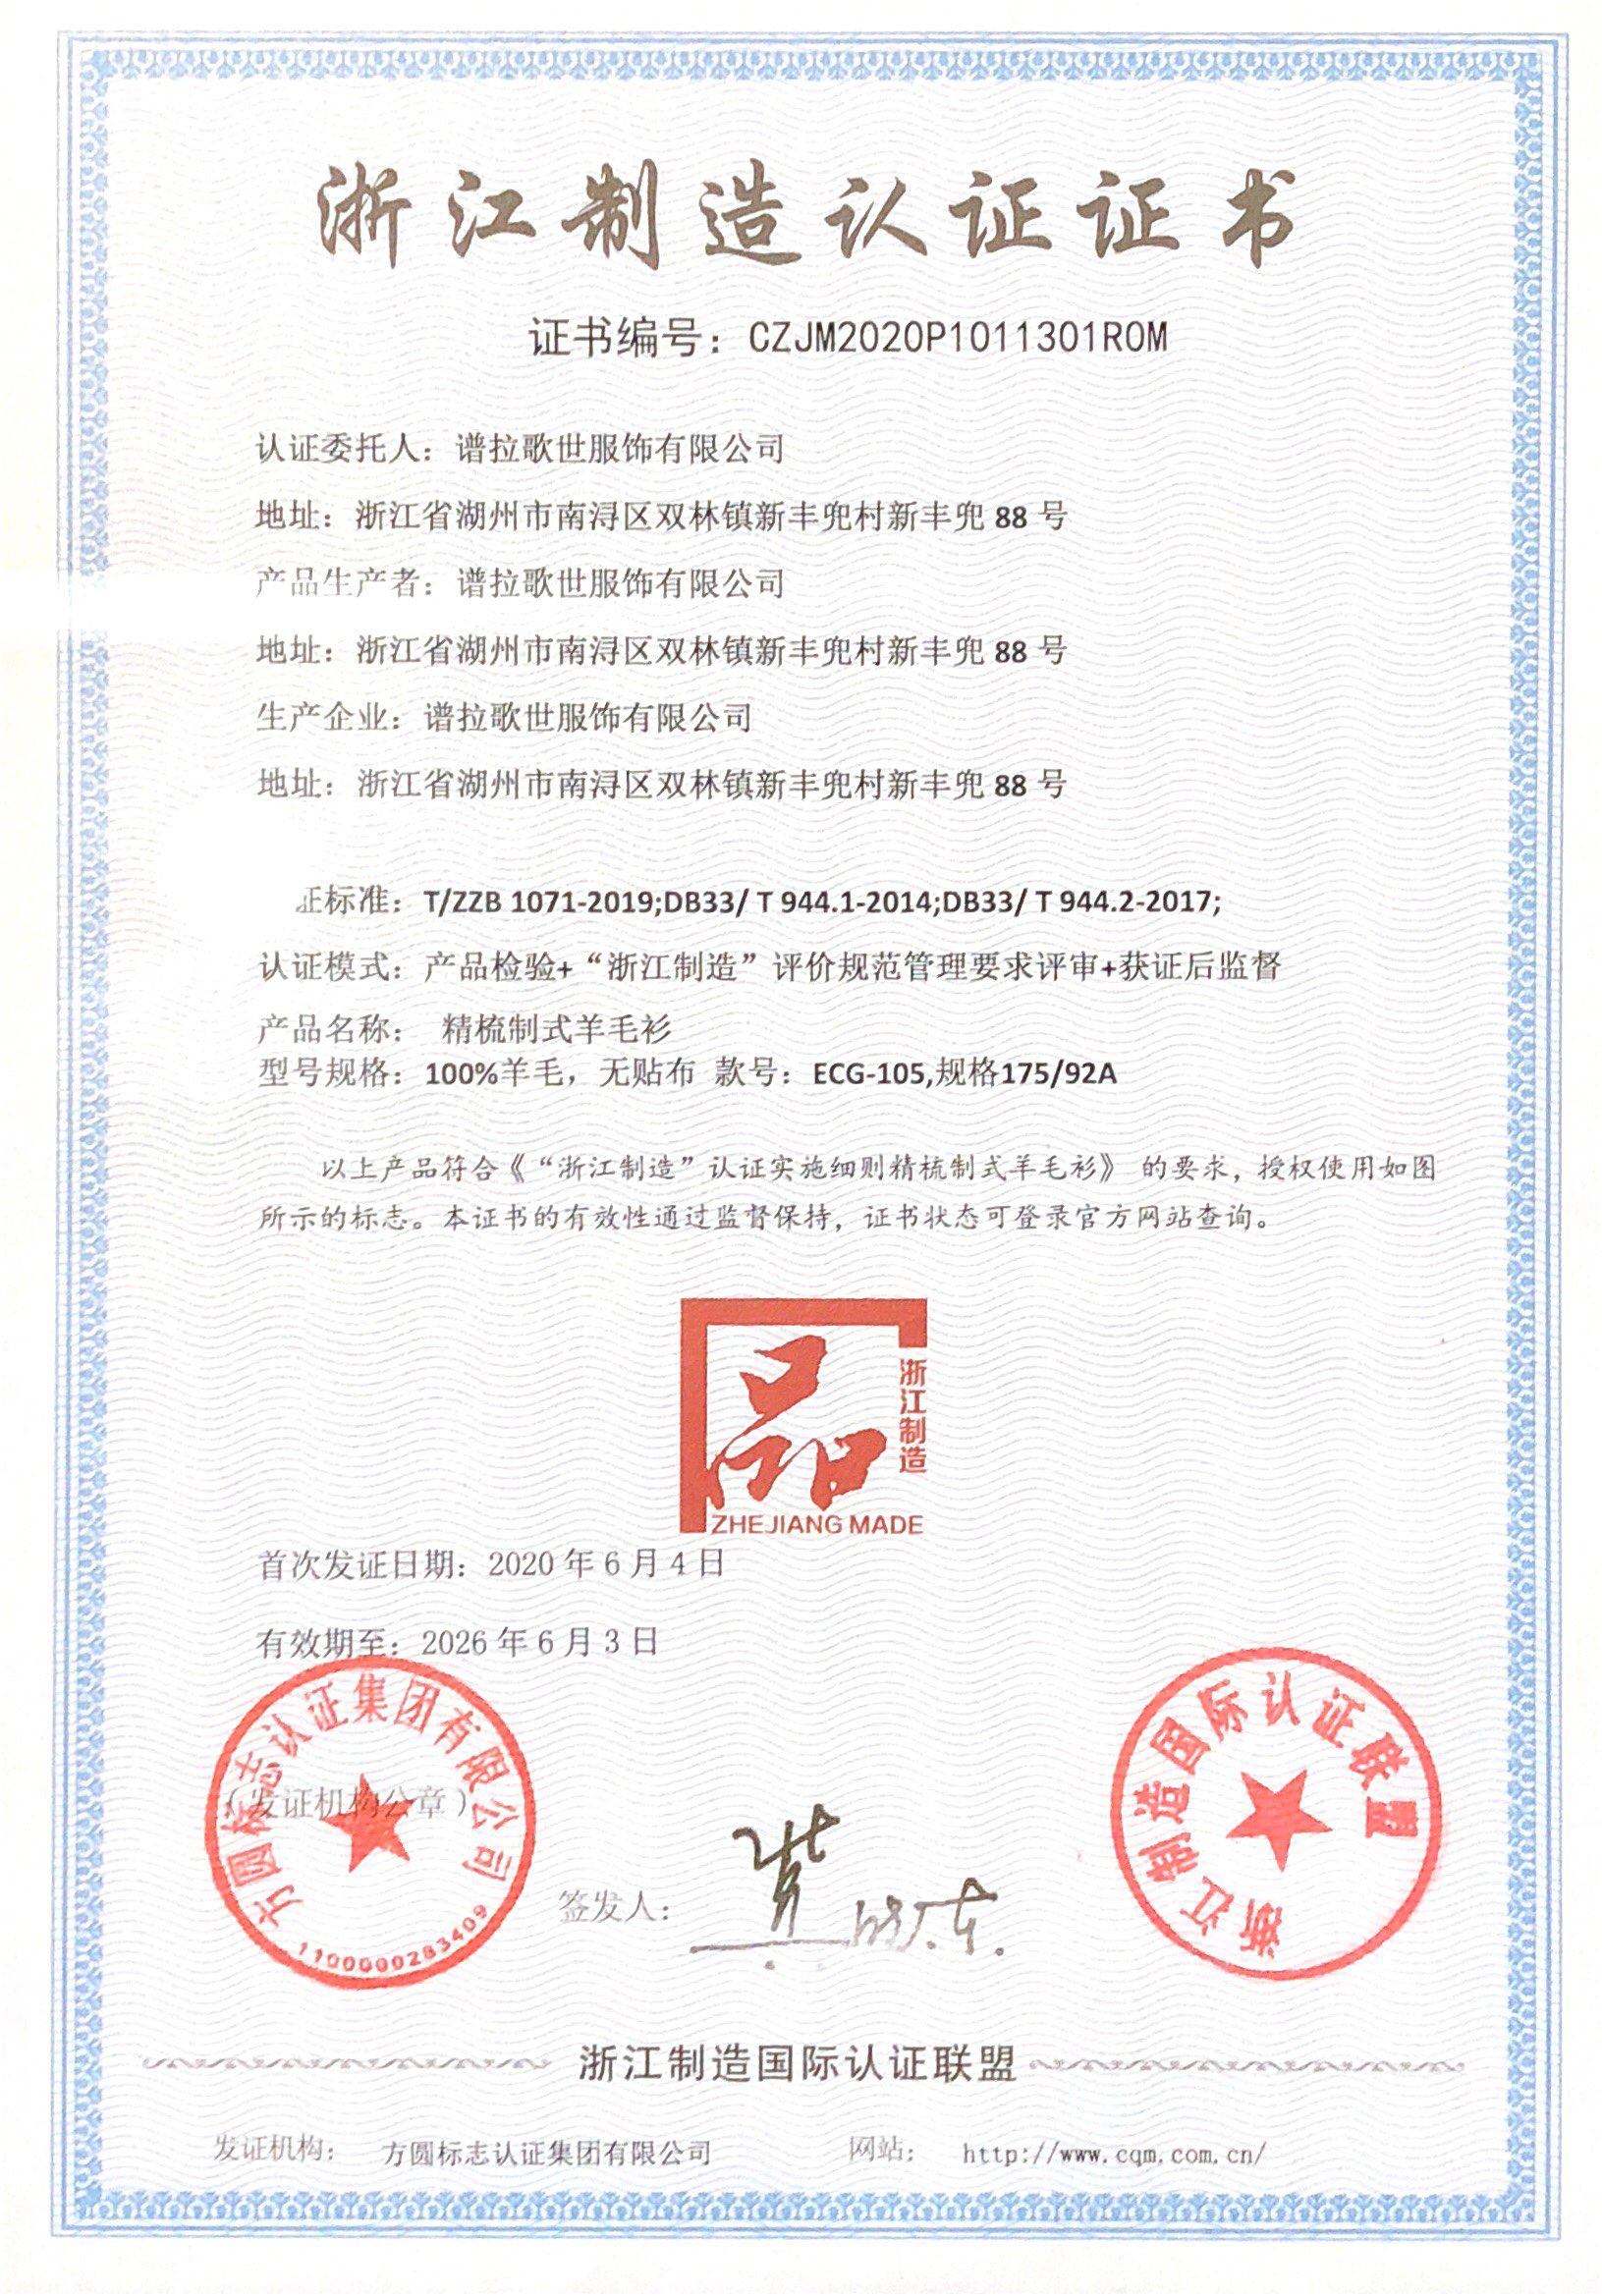 浙江制造认证证书
证书编号：CZJM2020P1011301R0M
认证委托人：谱拉歌世服饰有限公司
地址：浙江省湖州市南浔区双林镇新丰兜村新丰兜 88 号
产品生产者：谱拉歌世服饰有限公司
地址：浙江省湖州市南浔区双林镇新丰兜村新丰兜 88 号
生产企业：谱拉歌世服饰有限公司
地址：浙江省湖州市南浔区双林镇新丰兜村新丰兜 88 号
证标准：T/ZZB 1071-2019;DB33/ T 944.1-2014;DB33/ T 944.2-2017;
认证模式：产品检验+“浙江制造”评价规范管理要求评审+获证后监督
产品名称： 精梳制式羊毛衫
型号规格：100%羊毛，无贴布 款号：ECG-105,规格175/92A
以上产品符合《“浙江制造”认证实施细则精梳制式羊毛衫》 的要求，授权使用如图
所示的标志。本证书的有效性通过监督保持，证书状态可登录官方网站查询。
品
浙江制造
ZHEJIANG MADE
首次发证日期：2020 年 6 月 4 日
有效期至：2026 年 6 月 3 日
方圆标志认证集团有限公司
1100000283409
（发证机构公章）
浙江制造国际认证联盟
签发人：
浙江制造国际认证联盟
发证机构： 方圆标志认证集团有限公司 网站： http://www.cqm.com.cn/